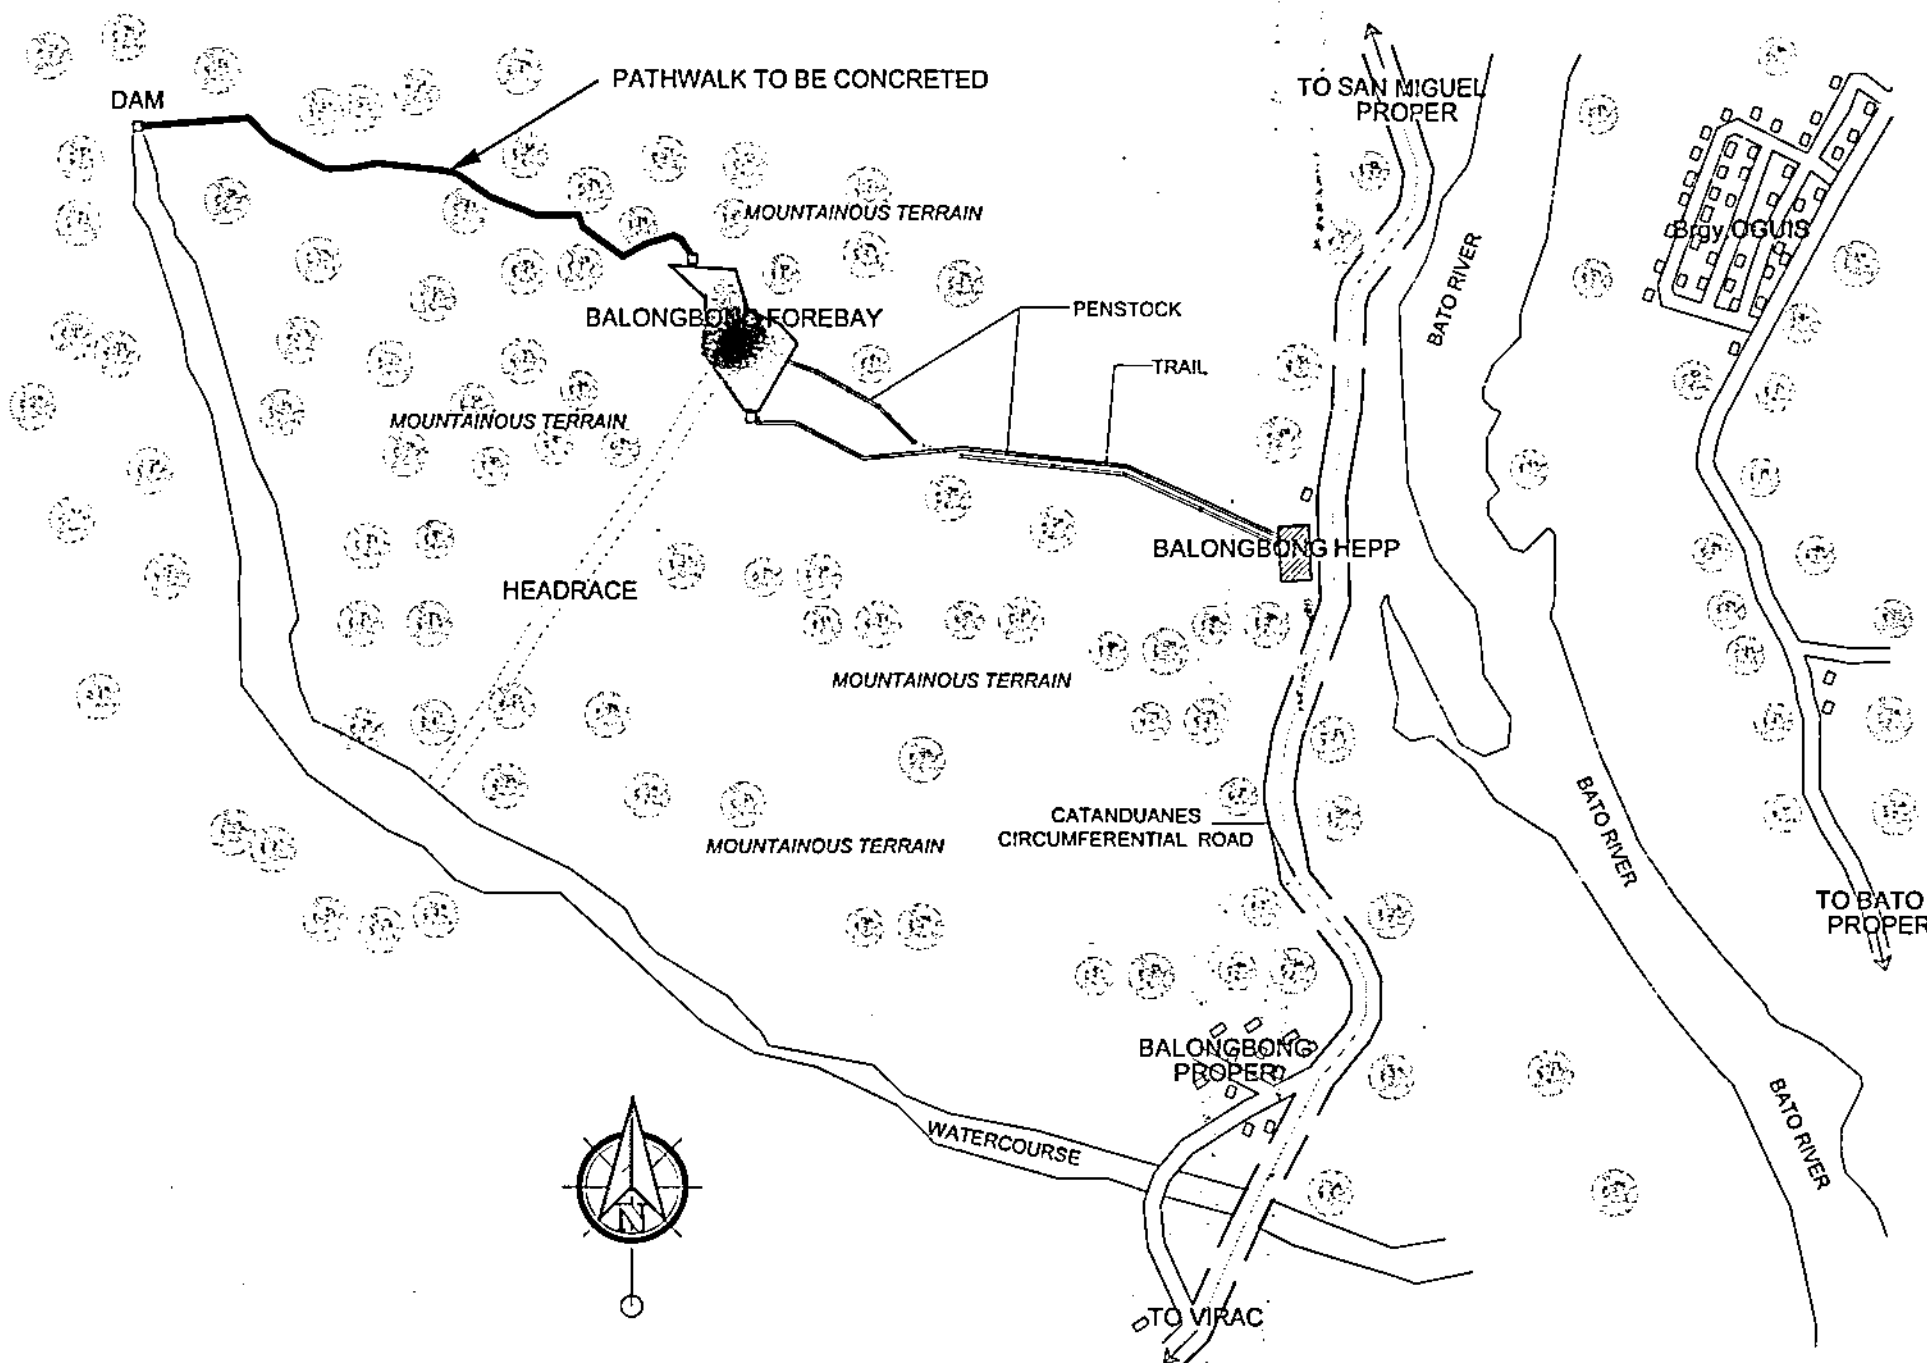 DAM
PATHWALK TO BE CONCRETED
TO SAN MIGUEL
PROPER
MOUNTAINOUS TERRAIN
Brgy. OGUIS
BATO RIVER
BALONGBONG FOREBAY
PENSTOCK
TRAIL
MOUNTAINOUS TERRAIN
BALONGBONG HEPP
HEADRACE
MOUNTAINOUS TERRAIN
CATANDUANES
CIRCUMFERENTIAL ROAD
MOUNTAINOUS TERRAIN
BATO RIVER
TO BATO
PROPER
BALONGBONG
PROPER
WATERCOURSE
BATO RIVER
N
TO VIRAC